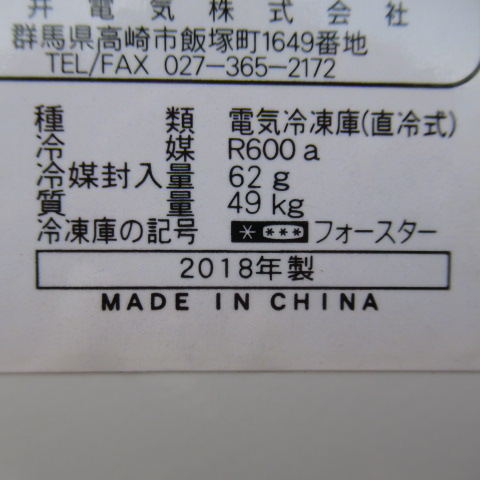 井電気株式会社
群馬県高崎市飯塚町1649番地
TEL/FAX 027-365-2172
種類 電気冷凍庫(直冷式)
冷媒 R600a
冷媒封入量 62g
質量 49kg
冷凍庫の記号 フォースター
2018年製
MADE IN CHINA